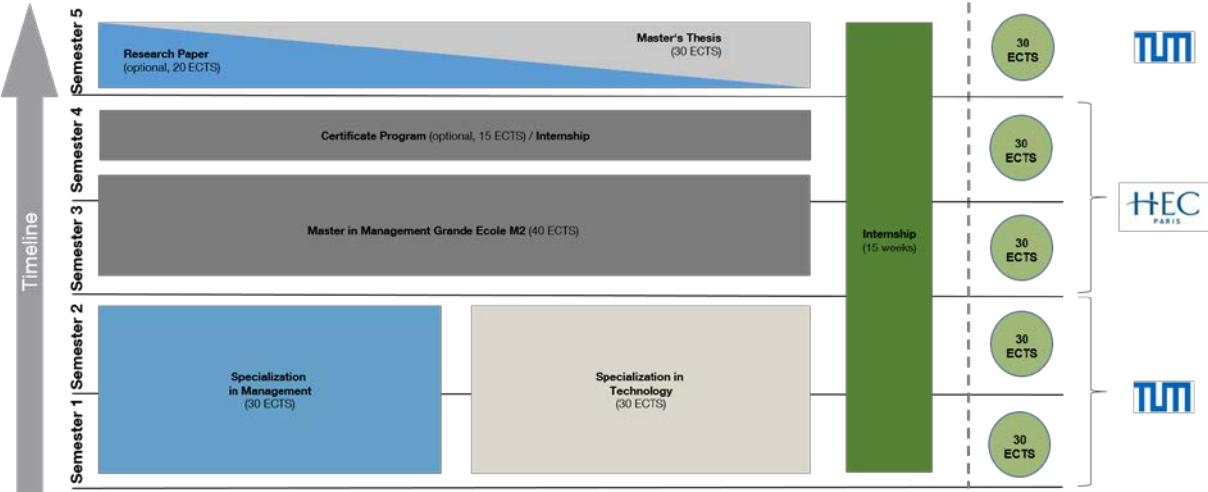 Timeline
Semester 5
Research Paper
(optional, 20 ECTS)
Master's Thesis
(30 ECTS)
30
ECTS
TUM
Semester 4
Certificate Program (optional, 15 ECTS) / Internship
30
ECTS
Semester 3
Master in Management Grande Ecole M2 (40 ECTS)
Internship
(15 weeks)
30
ECTS
HEC
PARIS
Semester 2
Specialization
in Management
(30 ECTS)
Specialization in
Technology
(30 ECTS)
30
ECTS
TUM
Semester 1
30
ECTS